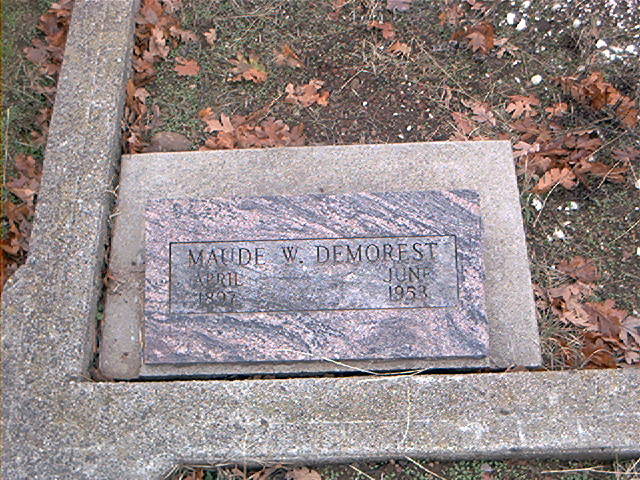 MAUDE W. DEMOREST
APRIL JUNE
1897 1953